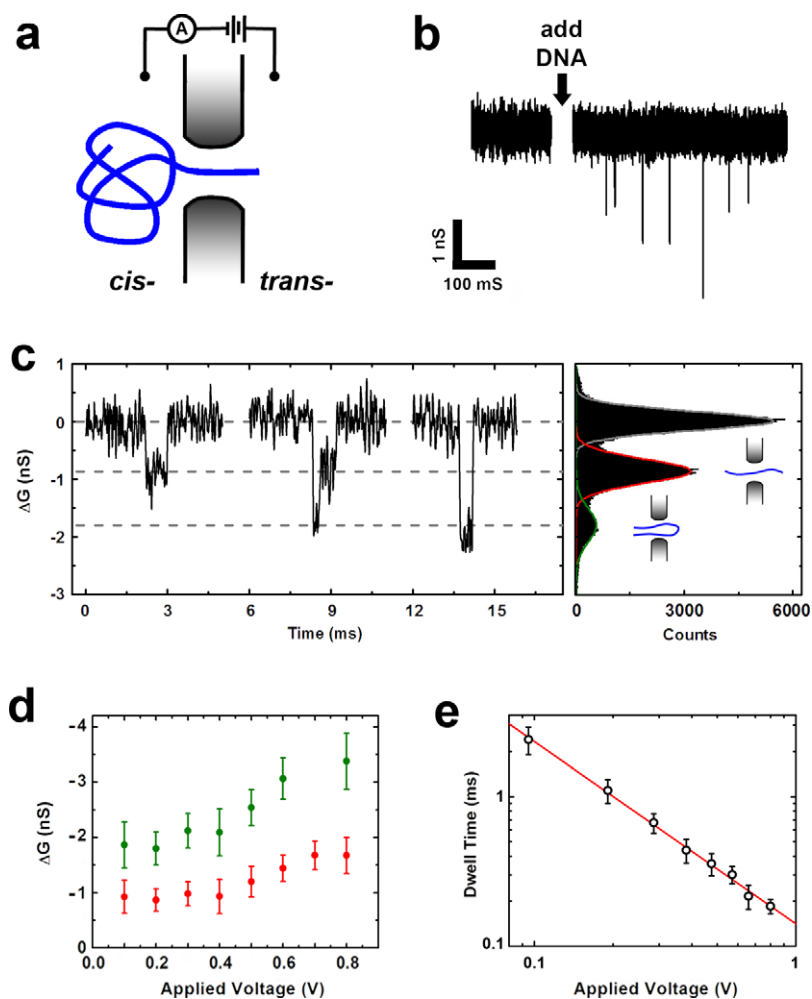 a
A
cis-
trans-
b
add
DNA
1 nS
100 mS
c
1
0
-1
-2
-3
ΔG (nS)
0
3
6
9
12
15
Time (ms)
0
3000
6000
Counts
d
-4
-3
-2
-1
0
ΔG (nS)
0.0
0.2
0.4
0.6
0.8
Applied Voltage (V)
e
1
0.1
Dwell Time (ms)
0.1
1
Applied Voltage (V)